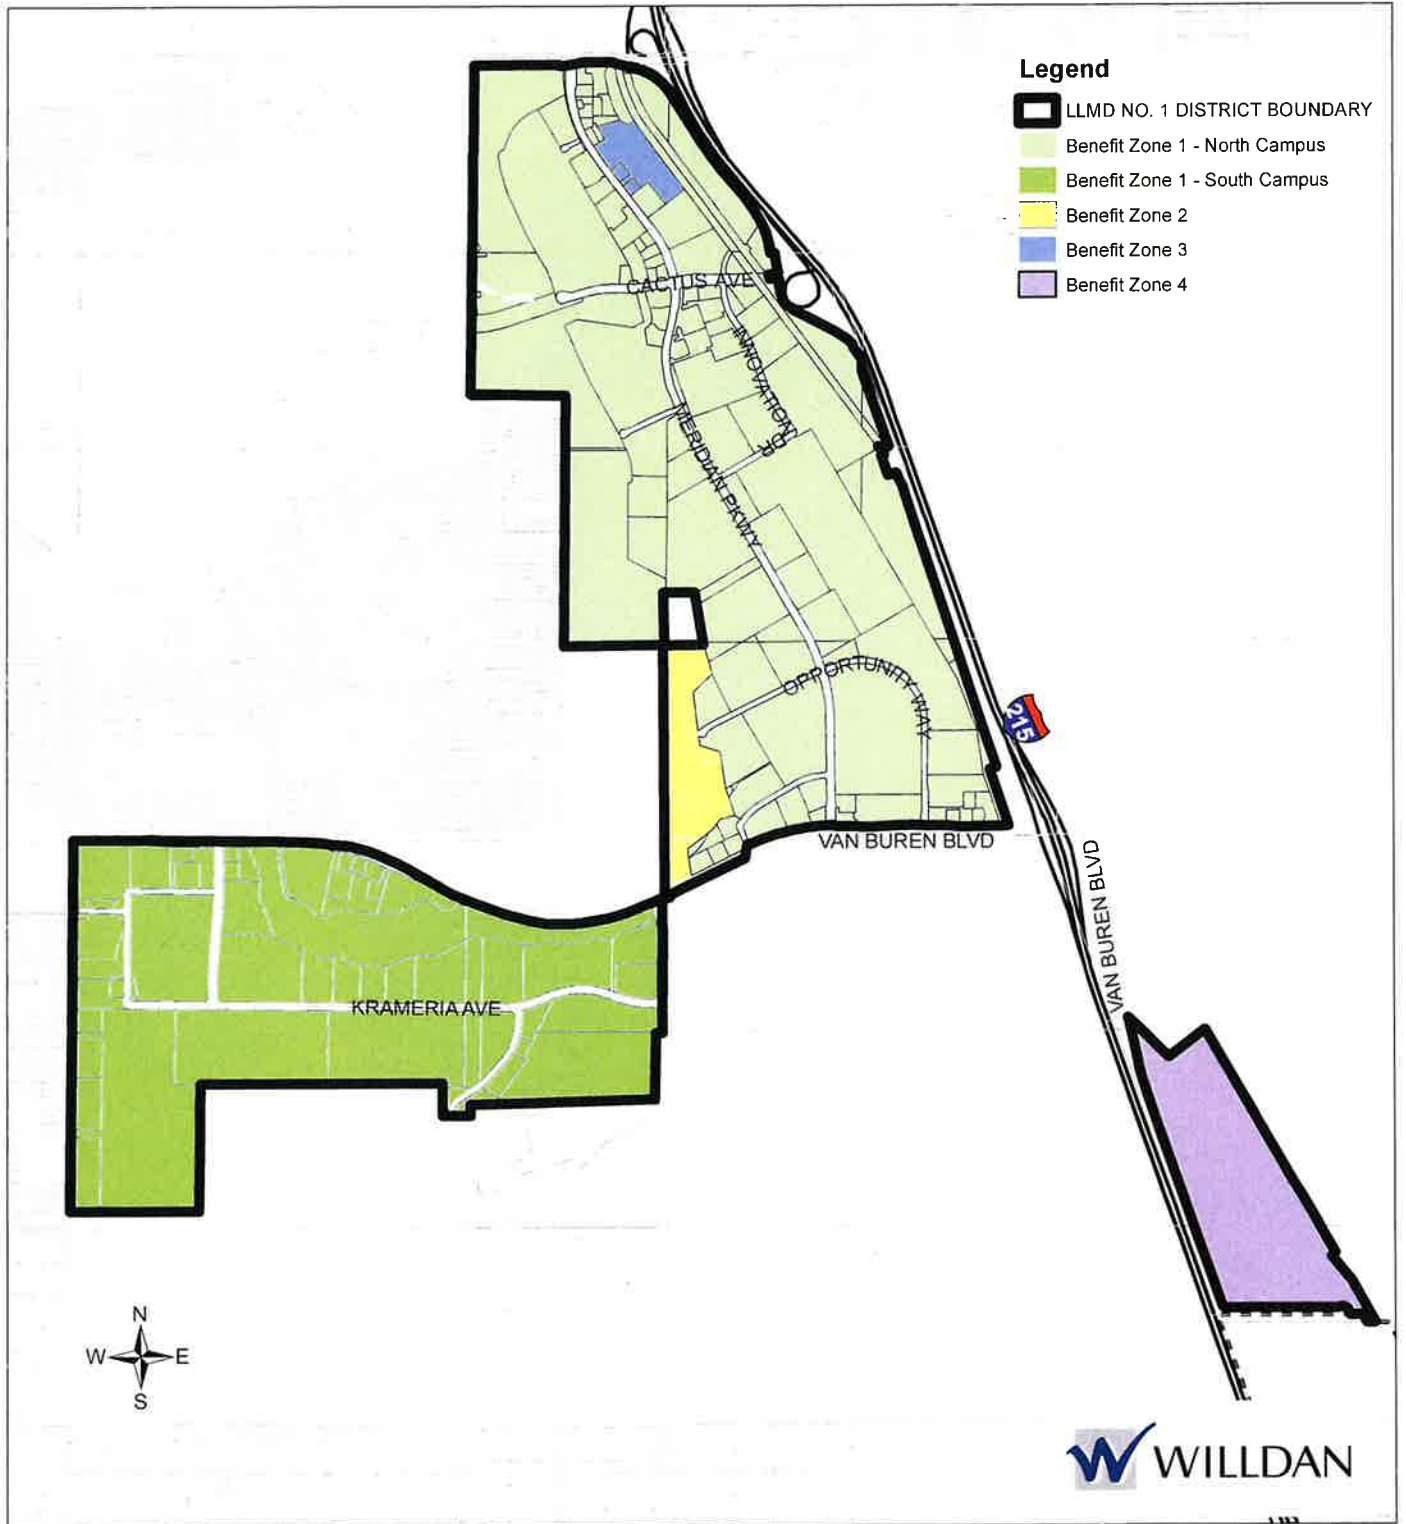 Legend
LLMD NO. 1 DISTRICT BOUNDARY
Benefit Zone 1 - North Campus
Benefit Zone 1 - South Campus
Benefit Zone 2
Benefit Zone 3
Benefit Zone 4
CACTUS AVE
INNOVATION DR
MERIDIAN PKWY
OPPORTUNITY WAY
215
VAN BUREN BLVD
VAN BUREN BLVD
KRAMERIA AVE
N
W E
S
W WILLDAN